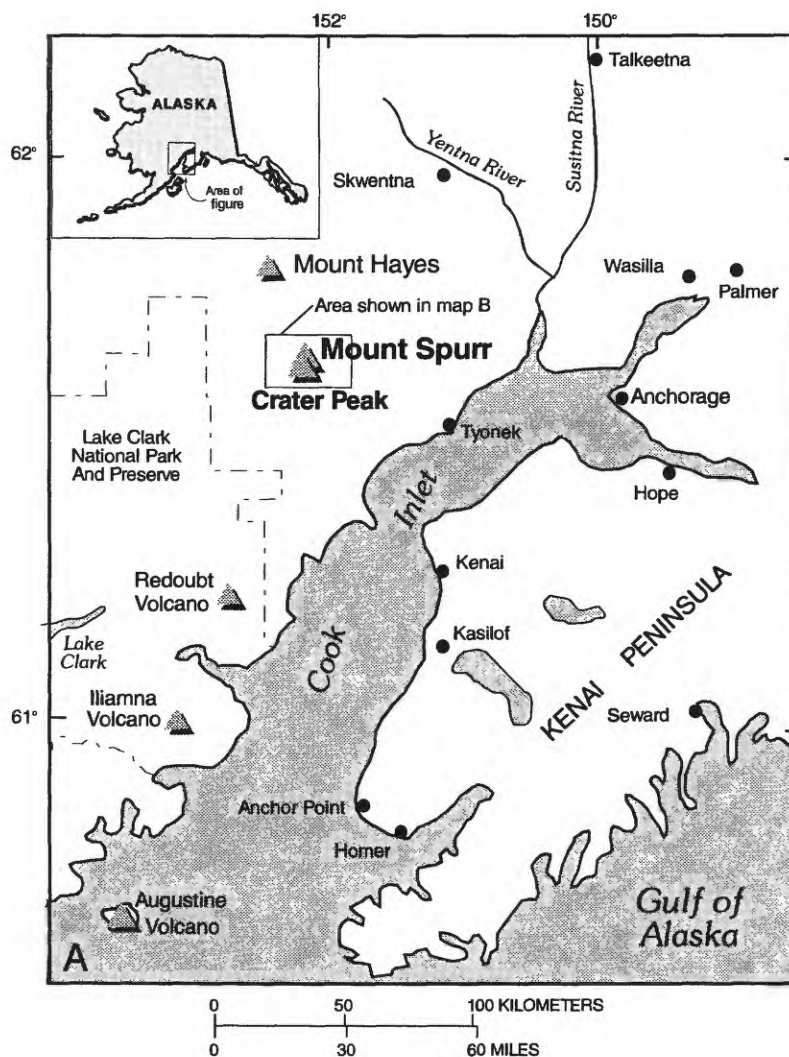 152°
150°
Talkeetna
ALASKA
Area of
figure
62°
Yentna River
Susitna River
Skwentna
Mount Hayes
Wasilla
Palmer
Area shown in map B
Mount Spurr
Crater Peak
Anchorage
Tyonek
Lake Clark
National Park
And Preserve
Hope
Cook Inlet
Kenai
Redoubt
Volcano
Kasilof
KENAI PENINSULA
Lake
Clark
Iliamna
Volcano
61°
Seward
Anchor Point
Homer
Augustine
Volcano
Gulf of
Alaska
A
0 50 100 KILOMETERS
0 30 60 MILES